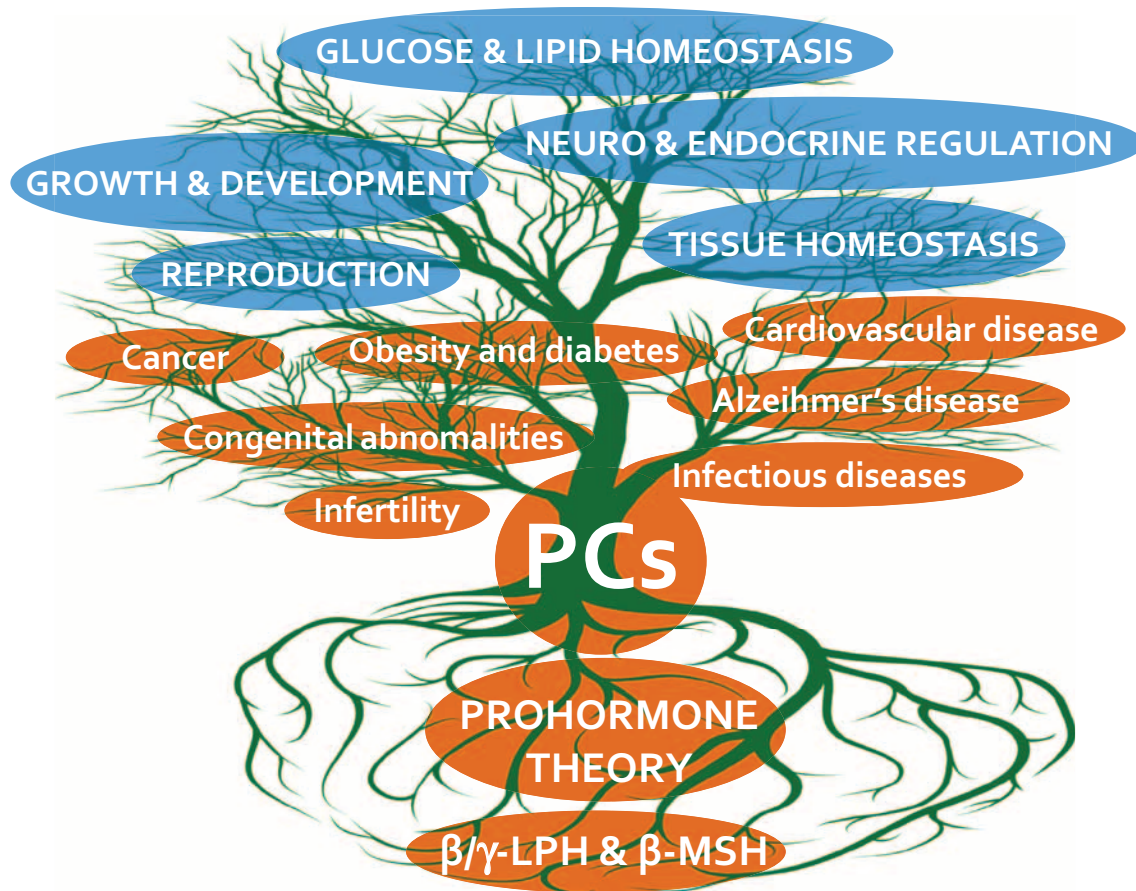 GLUCOSE & LIPID HOMEOSTASIS
NEURO & ENDOCRINE REGULATION
GROWTH & DEVELOPMENT
TISSUE HOMEOSTASIS
REPRODUCTION
Cardiovascular disease
Cancer
Obesity and diabetes
Alzeihmer's disease
Congenital abnomalities
Infectious diseases
Infertility
PCs
PROHORMONE
THEORY
β/γ-LPH & β-MSH